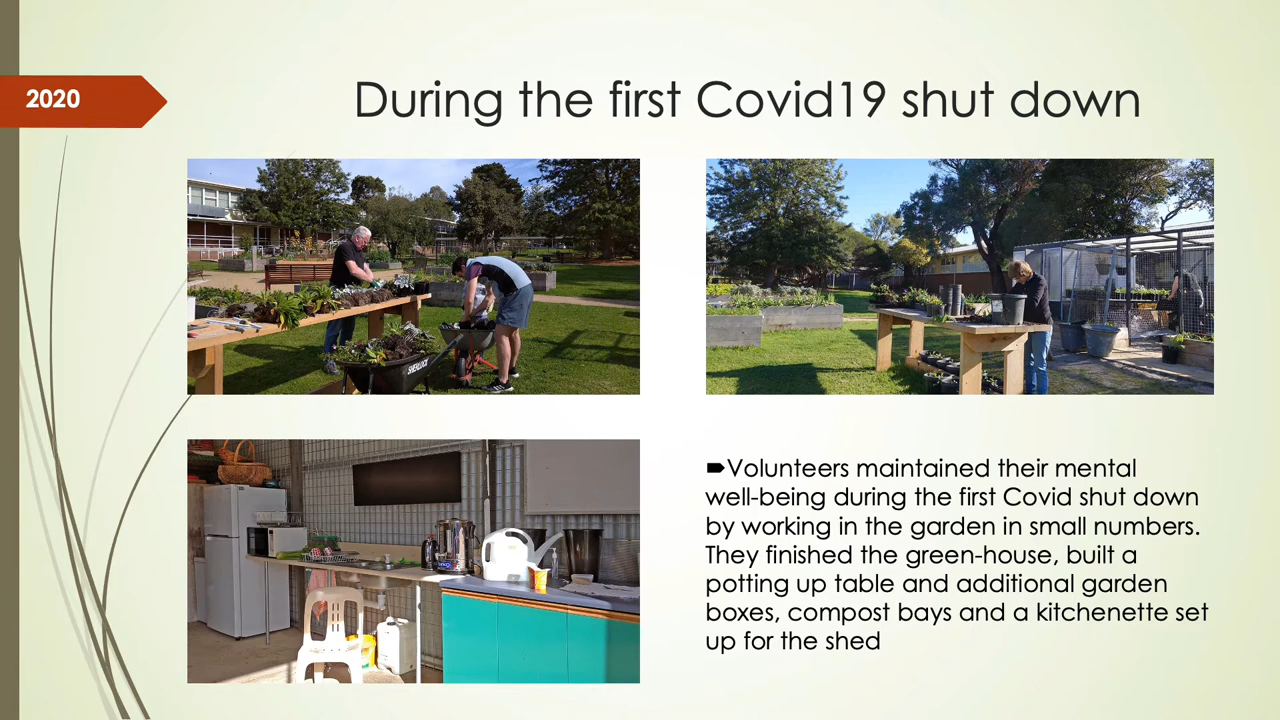 2020
During the first Covid19 shut down
SHERLOCK
Volunteers maintained their mental
well-being during the first Covid shut down
by working in the garden in small numbers.
They finished the green-house, built a
potting up table and additional garden
boxes, compost bays and a kitchenette set
up for the shed